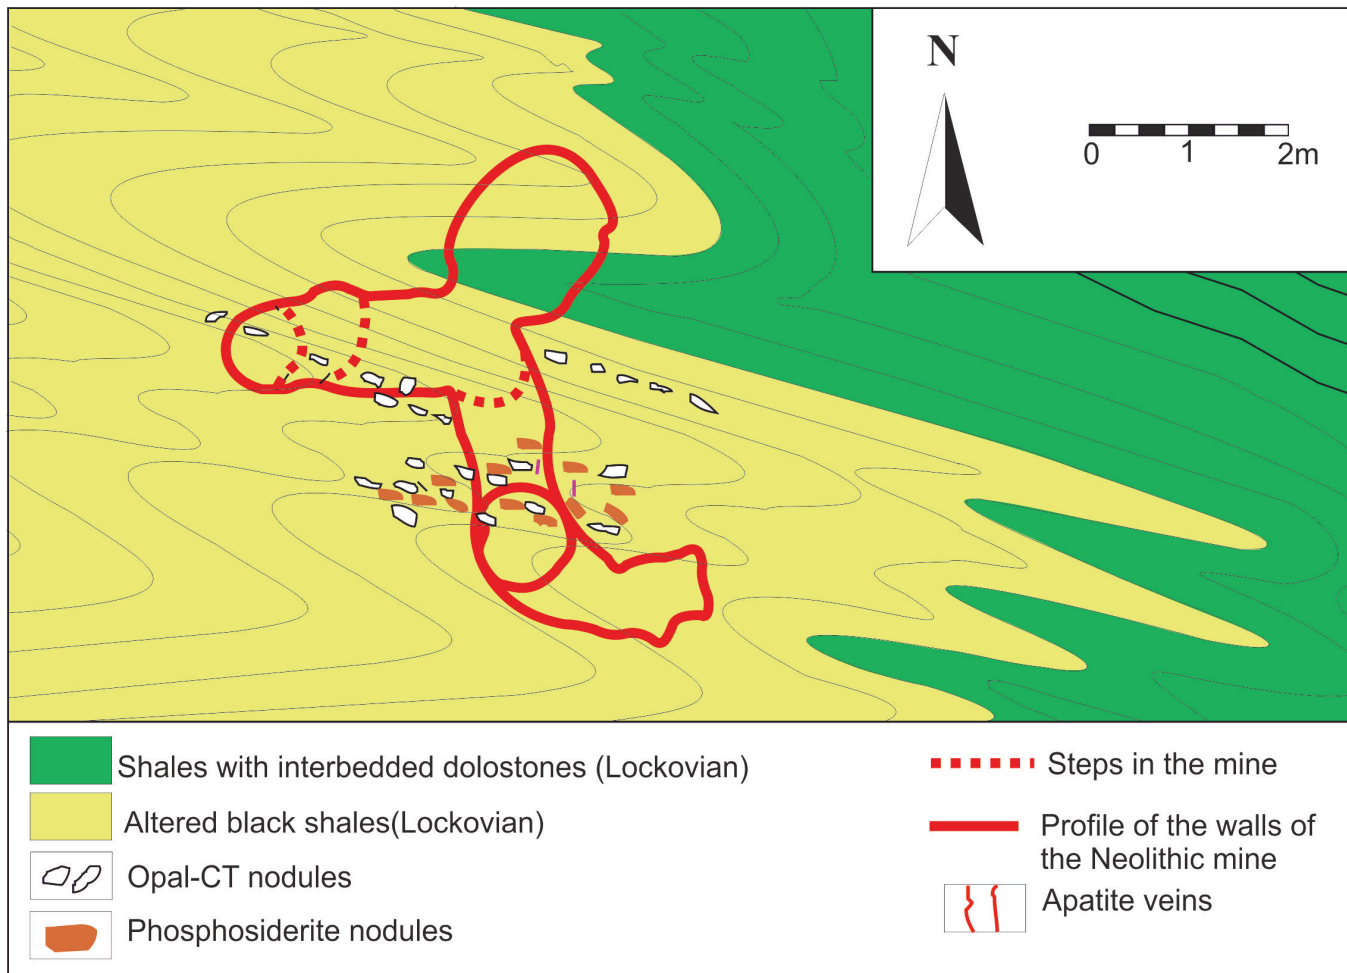 N
0 1 2m
Shales with interbedded dolostones (Lockovian)
Altered black shales(Lockovian)
Opal-CT nodules
Phosphosiderite nodules
Steps in the mine
Profile of the walls of
the Neolithic mine
Apatite veins